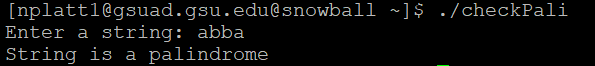 [nplatt1@gsuad.gsu.edu@snowball ~]$ ./checkPali
Enter a string: abba
String is a palindrome